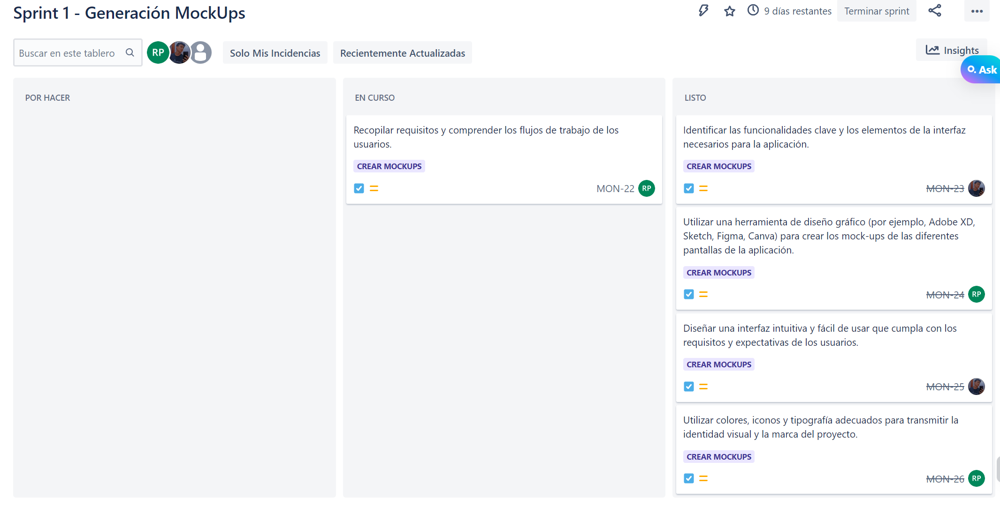 Sprint 1 - Generación MockUps
9 días restantes
Terminar sprint
Buscar en este tablero
RP
Solo Mis Incidencias
Recientemente Actualizadas
Insights
Ask
POR HACER
EN CURSO
Recopilar requisitos y comprender los flujos de trabajo de los
usuarios.
CREAR MOCKUPS
MON-22
RP
LISTO
Identificar las funcionalidades clave y los elementos de la interfaz
necesarios para la aplicación.
CREAR MOCKUPS
MON-23
Utilizar una herramienta de diseño gráfico (por ejemplo, Adobe XD,
Sketch, Figma, Canva) para crear los mock-ups de las diferentes
pantallas de la aplicación.
CREAR MOCKUPS
MON-24
RP
Diseñar una interfaz intuitiva y fácil de usar que cumpla con los
requisitos y expectativas de los usuarios.
CREAR MOCKUPS
MON-25
Utilizar colores, iconos y tipografía adecuados para transmitir la
identidad visual y la marca del proyecto.
CREAR MOCKUPS
MON-26
RP